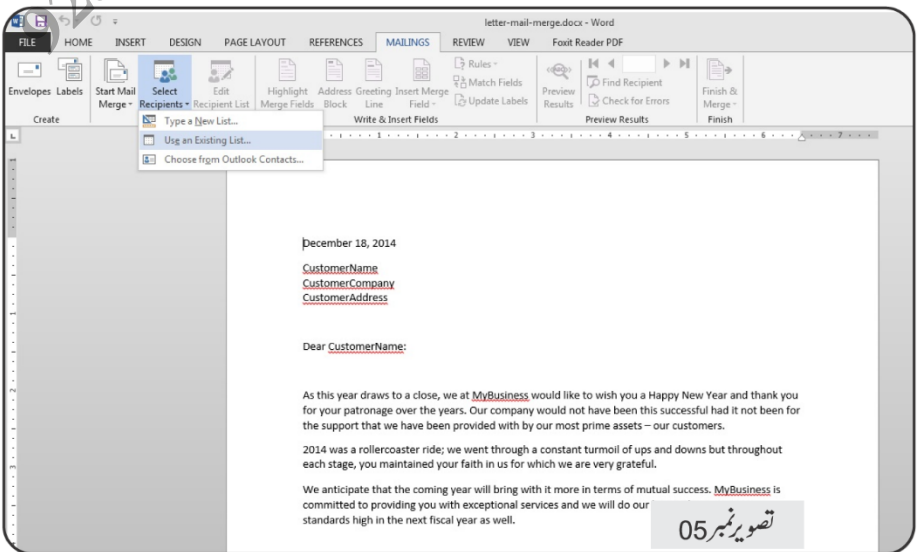 letter-mail-merge.docx - Word
FILE HOME INSERT DESIGN PAGE LAYOUT REFERENCES MAILINGS REVIEW VIEW Foxit Reader PDF
Envelopes Labels
Create
Start Mail Merge
Select Recipients
Edit Recipient List
Highlight Merge Fields
Address Block
Greeting Line
Insert Merge Field
Rules
Match Fields
Update Labels
Write & Insert Fields
Preview Results
Find Recipient
Check for Errors
Preview Results
Finish & Merge
Finish
Type a New List...
Use an Existing List...
Choose from Outlook Contacts...
1 2 3 4 5 6 7
December 18, 2014
CustomerName
CustomerCompany
CustomerAddress
Dear CustomerName:
As this year draws to a close, we at MyBusiness would like to wish you a Happy New Year and thank you
for your patronage over the years. Our company would not have been this successful had it not been for
the support that we have been provided with by our most prime assets – our customers.
2014 was a rollercoaster ride; we went through a constant turmoil of ups and downs but throughout
each stage, you maintained your faith in us for which we are very grateful.
We anticipate that the coming year will bring with it more in terms of mutual success. MyBusiness is
committed to providing you with exceptional services and we will do our
standards high in the next fiscal year as well.
تصویر نمبر 05